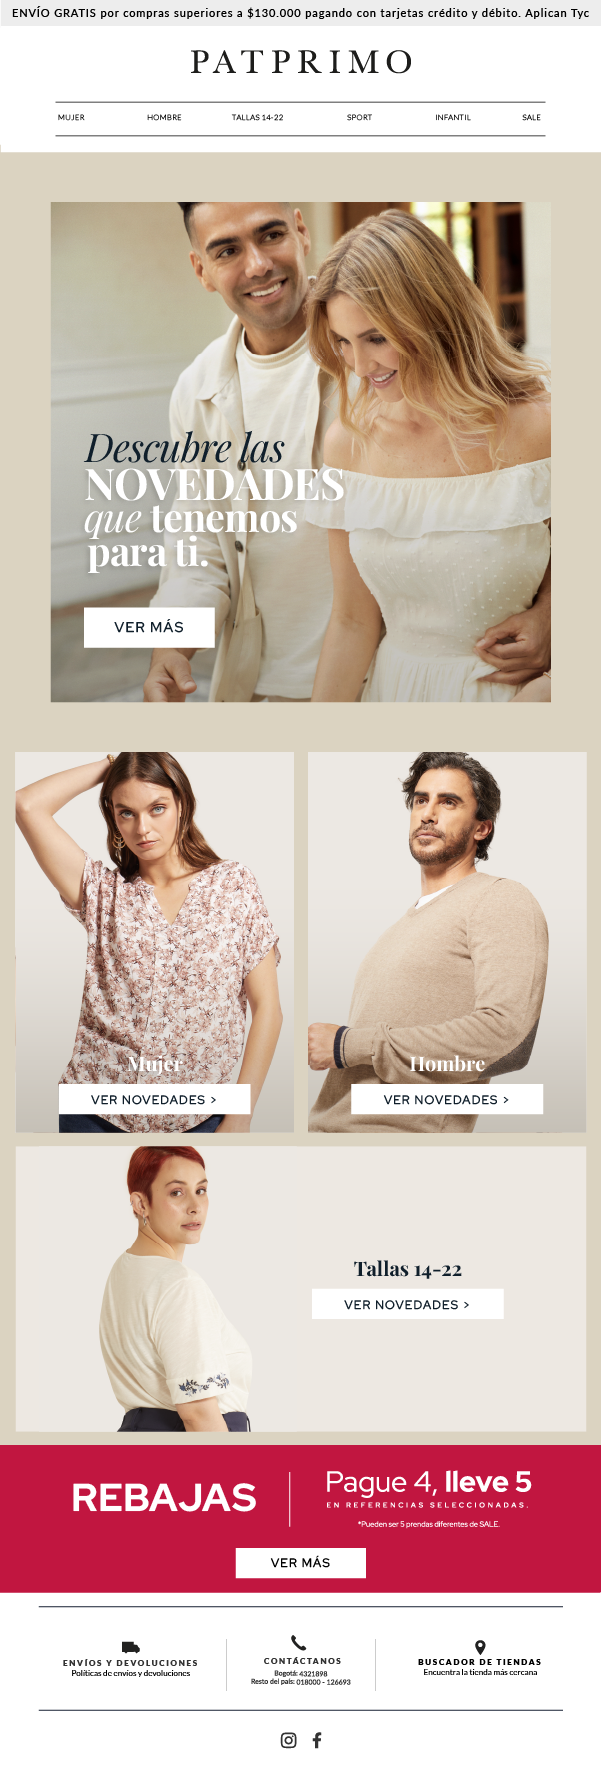 ENVÍO GRATIS por compras superiores a $130.000 pagando con tarjetas crédito y débito. Aplican Tyc
PATPRIMO
MUJER HOMBRE TALLAS 14-22 SPORT INFANTIL SALE
Descubre las
NOVEDADES
que tenemos
para ti.
VER MÁS
Mujer
VER NOVEDADES >
Hombre
VER NOVEDADES >
Tallas 14-22
VER NOVEDADES >
REBAJAS
Pague 4, lleve 5
EN REFERENCIAS SELECCIONADAS.
*Pueden ser 5 prendas diferentes de SALE.
VER MÁS
ENVÍOS Y DEVOLUCIONES
Políticas de envíos y devoluciones
CONTÁCTANOS
Bogotá: 4321898
Resto del país: 018000 - 126693
BUSCADOR DE TIENDAS
Encuentra la tienda más cercana